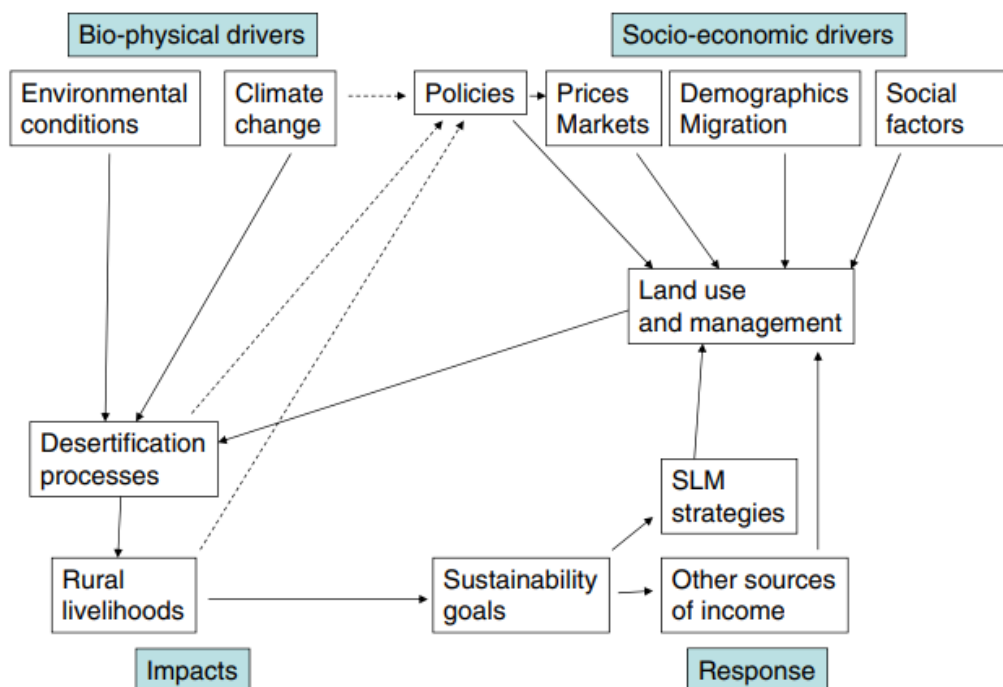 Bio-physical drivers
Socio-economic drivers
Environmental
conditions
Climate
change
Policies
Prices
Markets
Demographics
Migration
Social
factors
Land use
and management
Desertification
processes
SLM
strategies
Rural
livelihoods
Sustainability
goals
Other sources
of income
Impacts
Response